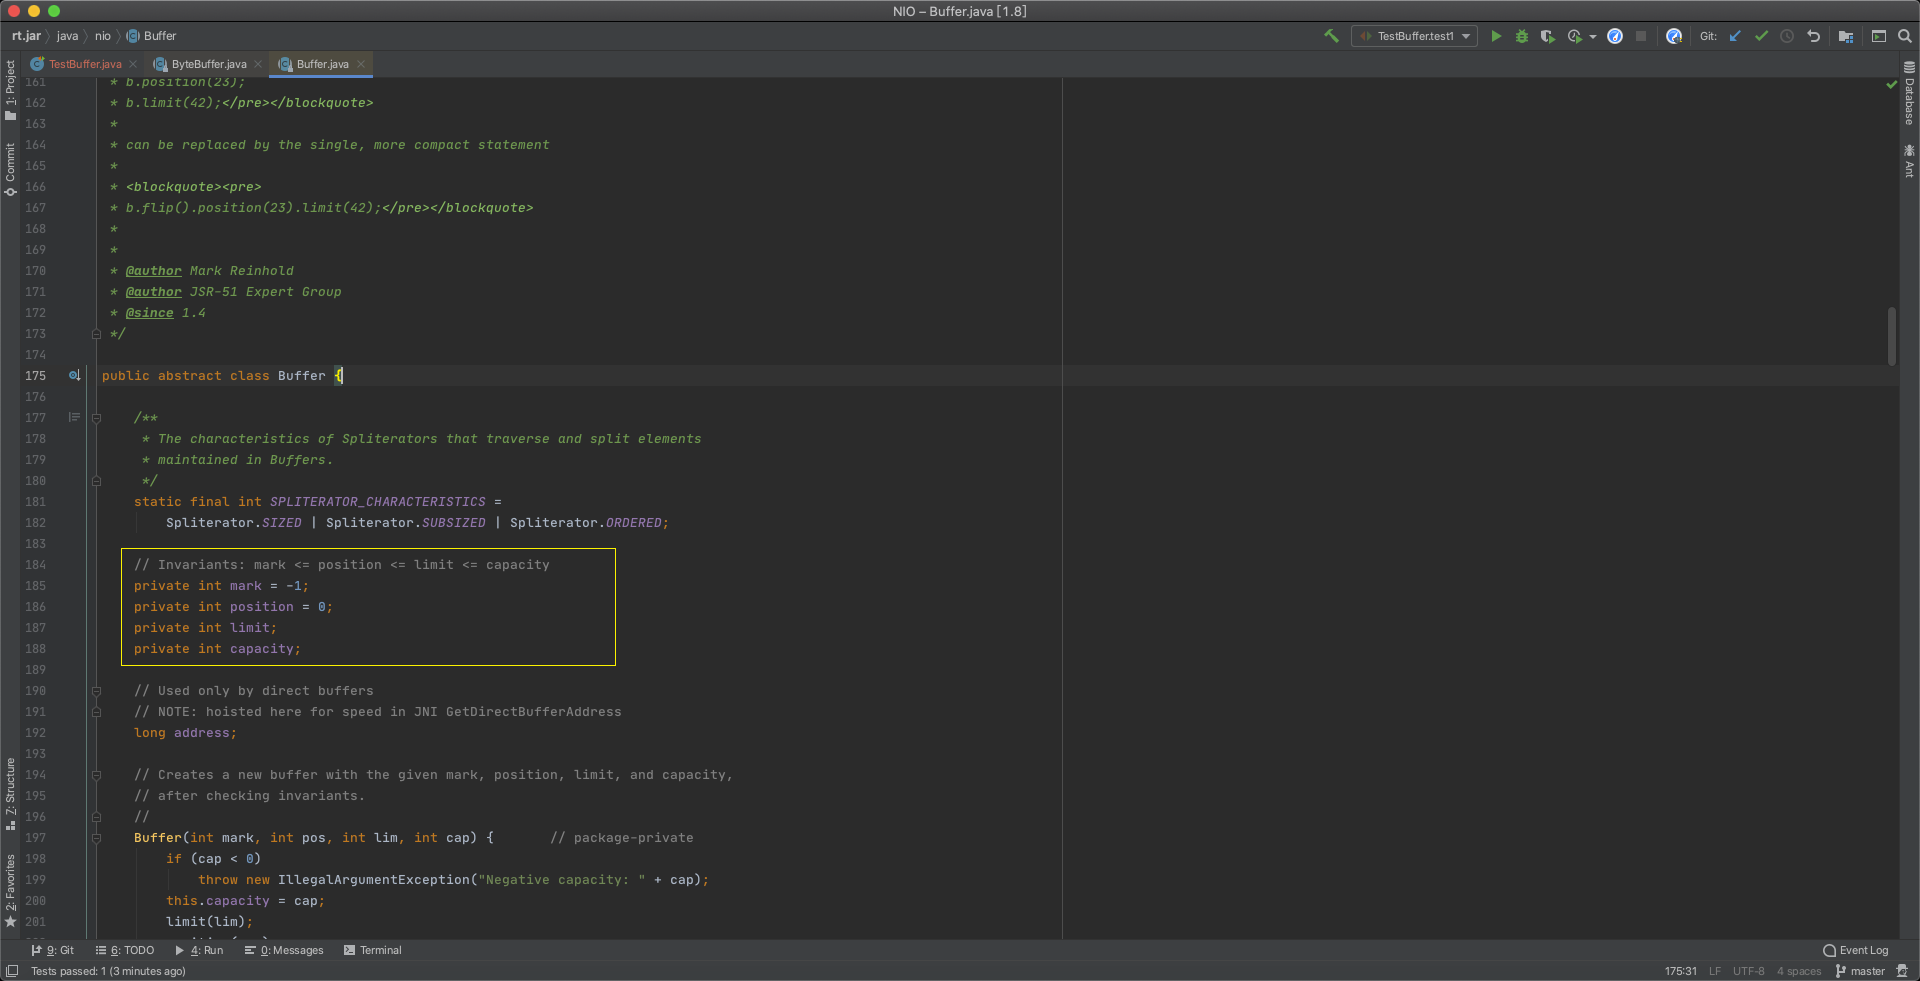 NIO – Buffer.java [1.8]
rt.jar java nio Buffer
TestBuffer.test1
Git:
TestBuffer.java ByteBuffer.java Buffer.java
1: Project
Commit
Z: Structure
2: Favorites
Database
Ant
161 * b.position(23);
162 * b.limit(42);</pre></blockquote>
163 *
164 * can be replaced by the single, more compact statement
165 *
166 * <blockquote><pre>
167 * b.flip().position(23).limit(42);</pre></blockquote>
168 *
169 *
170 * @author Mark Reinhold
171 * @author JSR-51 Expert Group
172 * @since 1.4
173 */
174
175 public abstract class Buffer {
176
177 /**
178 * The characteristics of Spliterators that traverse and split elements
179 * maintained in Buffers.
180 */
181 static final int SPLITERATOR_CHARACTERISTICS =
182 Spliterator.SIZED | Spliterator.SUBSIZED | Spliterator.ORDERED;
183
184 // Invariants: mark <= position <= limit <= capacity
185 private int mark = -1;
186 private int position = 0;
187 private int limit;
188 private int capacity;
189
190 // Used only by direct buffers
191 // NOTE: hoisted here for speed in JNI GetDirectBufferAddress
192 long address;
193
194 // Creates a new buffer with the given mark, position, limit, and capacity,
195 // after checking invariants.
196 //
197 Buffer(int mark, int pos, int lim, int cap) { // package-private
198 if (cap < 0)
199 throw new IllegalArgumentException("Negative capacity: " + cap);
200 this.capacity = cap;
201 limit(lim);
9: Git 6: TODO 4: Run 0: Messages Terminal Event Log
Tests passed: 1 (3 minutes ago) 175:31 LF UTF-8 4 spaces master